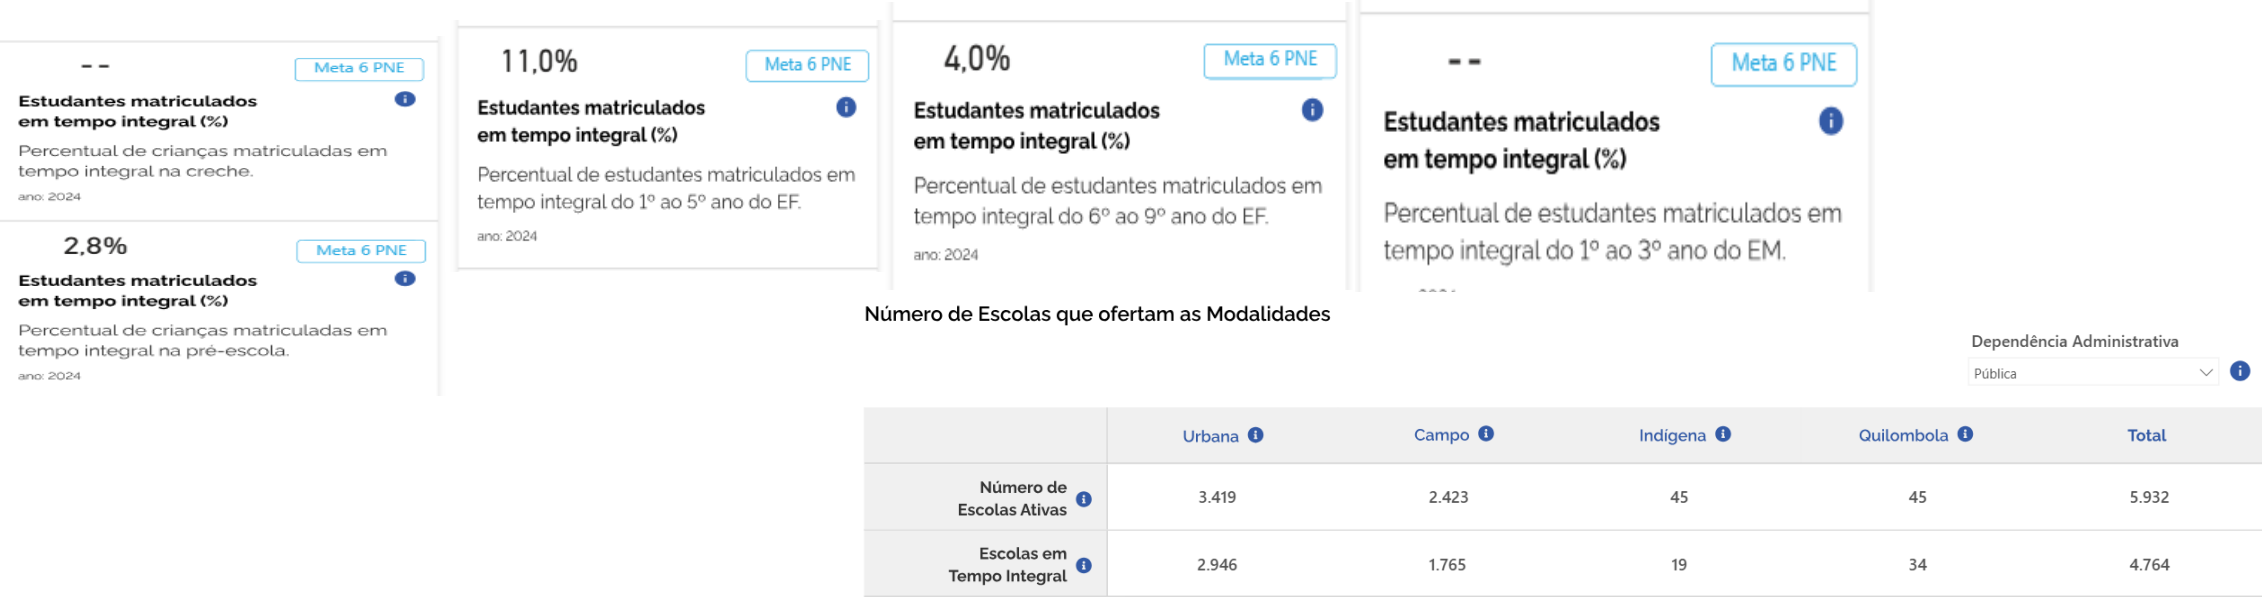 - -
Meta 6 PNE
Estudantes matriculados
em tempo integral (%)
Percentual de crianças matriculadas em
tempo integral na creche.
ano: 2024
2,8%
Meta 6 PNE
Estudantes matriculados
em tempo integral (%)
Percentual de crianças matriculadas em
tempo integral na pré-escola.
ano: 2024
11,0%
Meta 6 PNE
Estudantes matriculados
em tempo integral (%)
Percentual de estudantes matriculados em
tempo integral do 1º ao 5º ano do EF.
ano: 2024
4,0%
Meta 6 PNE
Estudantes matriculados
em tempo integral (%)
Percentual de estudantes matriculados em
tempo integral do 6º ao 9º ano do EF.
ano: 2024
- -
Meta 6 PNE
Estudantes matriculados
em tempo integral (%)
Percentual de estudantes matriculados em
tempo integral do 1º ao 3º ano do EM.
Número de Escolas que ofertam as Modalidades
Dependência Administrativa
Pública
Urbana Campo Indígena Quilombola Total
Número de
Escolas Ativas
3.419 2.423 45 45 5.932
Escolas em
Tempo Integral
2.946 1.765 19 34 4.764